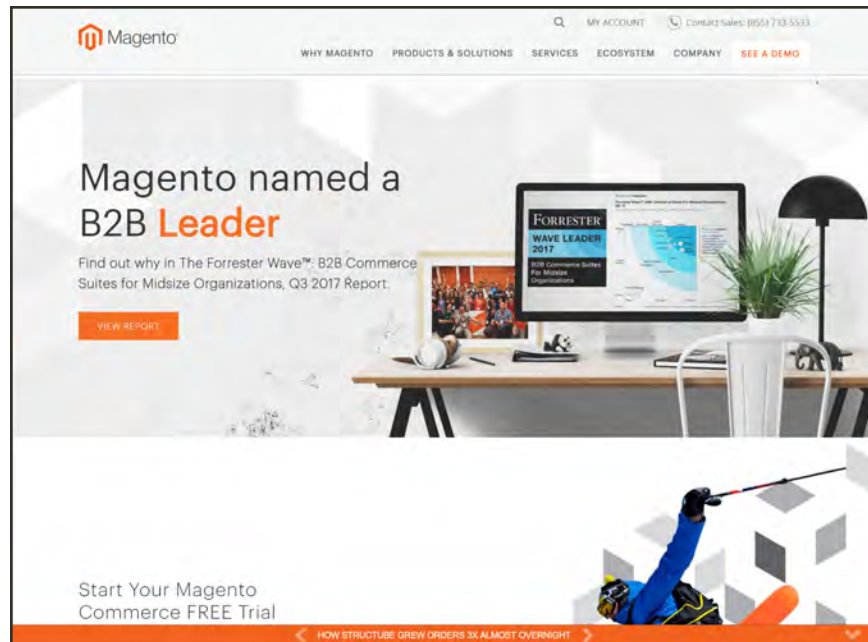 Magento
MY ACCOUNT
Contact Sales: (855) 733-5533
WHY MAGENTO
PRODUCTS & SOLUTIONS
SERVICES
ECOSYSTEM
COMPANY
SEE A DEMO
Magento named a
B2B Leader
Find out why in The Forrester Wave™: B2B Commerce
Suites for Midsize Organizations, Q3 2017 Report.
VIEW REPORT
FORRESTER
WAVE LEADER
2017
B2B Commerce Suites
For Midsize
Organizations
Start Your Magento
Commerce FREE Trial
HOW STRUCTUBE GREW ORDERS 3X ALMOST OVERNIGHT